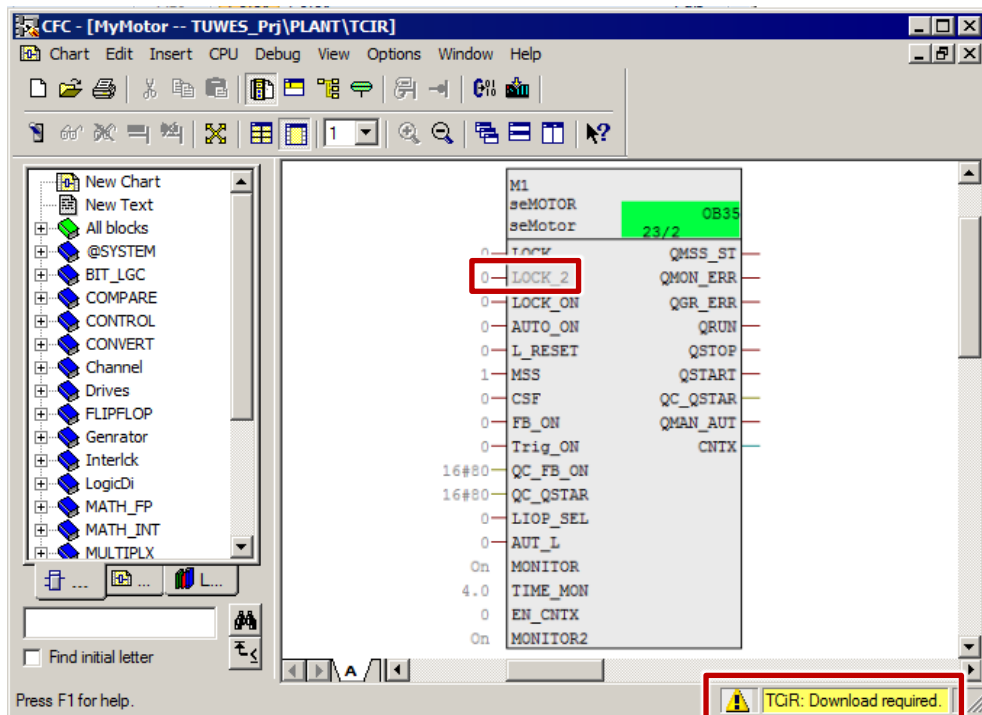 CFC - [MyMotor -- TUWES_Prj\PLANT\TCIR]
Chart Edit Insert CPU Debug View Options Window Help
1
New Chart
New Text
All blocks
@SYSTEM
BIT_LGC
COMPARE
CONTROL
CONVERT
Channel
Drives
FLIPFLOP
Genrator
Interlck
LogicDi
MATH_FP
MATH_INT
MULTIPLX
... ... L...
Find initial letter
M1
seMOTOR
seMotor
OB35
23/2
0 LOCK QMSS_ST
0 LOCK_2 QMON_ERR
0 LOCK_ON QGR_ERR
0 AUTO_ON QRUN
0 L_RESET QSTOP
1 MSS QSTART
0 CSF QC_QSTAR
0 FB_ON QMAN_AUT
0 Trig_ON CNTX
16#80 QC_FB_ON
16#80 QC_QSTAR
0 LIOP_SEL
0 AUT_L
On MONITOR
4.0 TIME_MON
0 EN_CNTX
On MONITOR2
A
Press F1 for help.
TCiR: Download required.